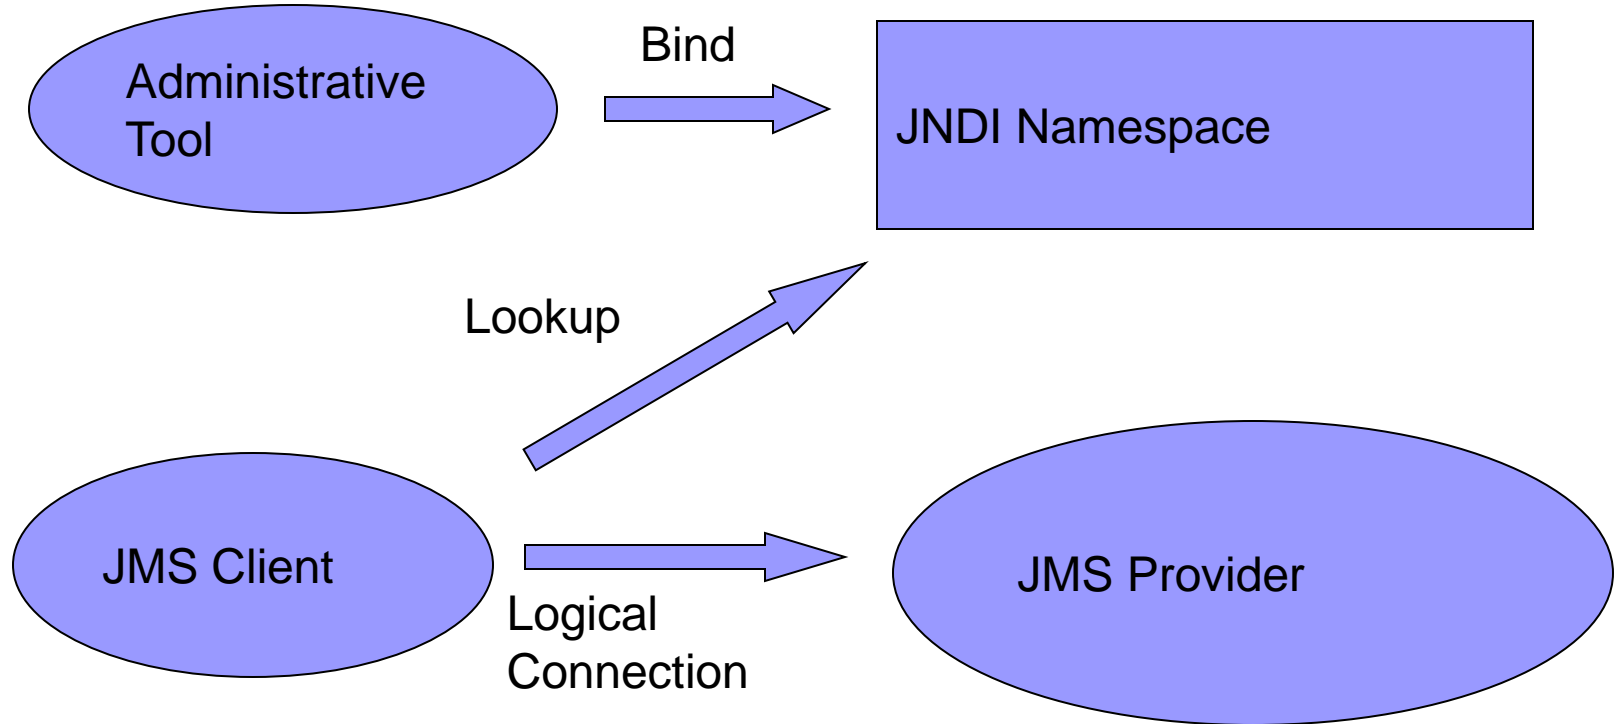 Bind
Administrative
Tool
JNDI Namespace
Lookup
JMS Client
JMS Provider
Logical
Connection